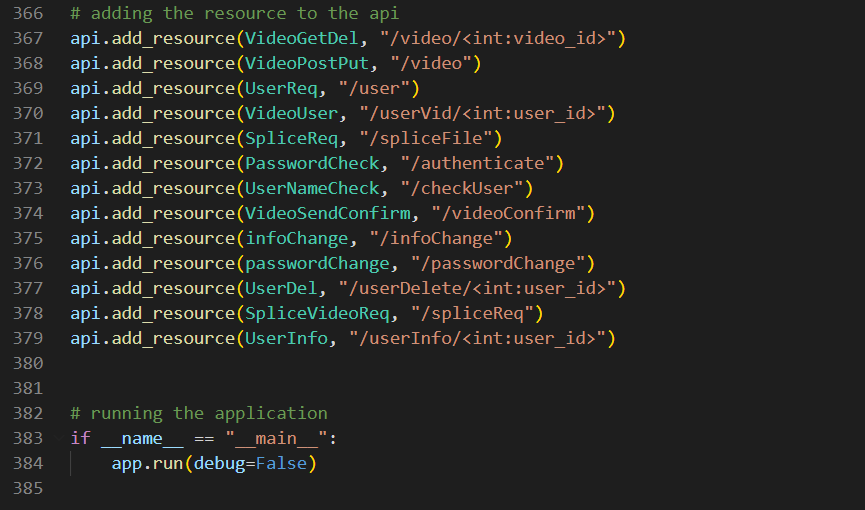 366 # adding the resource to the api
367 api.add_resource(VideoGetDel, "/video/<int:video_id>")
368 api.add_resource(VideoPostPut, "/video")
369 api.add_resource(UserReq, "/user")
370 api.add_resource(VideoUser, "/userVid/<int:user_id>")
371 api.add_resource(SpliceReq, "/spliceFile")
372 api.add_resource(PasswordCheck, "/authenticate")
373 api.add_resource(UserNameCheck, "/checkUser")
374 api.add_resource(VideoSendConfirm, "/videoConfirm")
375 api.add_resource(infoChange, "/infoChange")
376 api.add_resource(passwordChange, "/passwordChange")
377 api.add_resource(UserDel, "/userDelete/<int:user_id>")
378 api.add_resource(SpliceVideoReq, "/spliceReq")
379 api.add_resource(UserInfo, "/userInfo/<int:user_id>")
380
381
382 # running the application
383 if __name__ == "__main__":
384     app.run(debug=False)
385